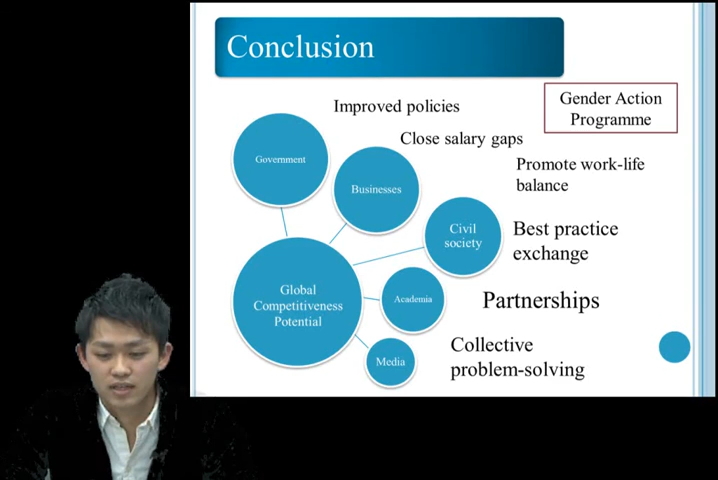 Conclusion
Improved policies
Gender Action
Programme
Close salary gaps
Government
Businesses
Promote work-life
balance
Civil
society
Best practice
exchange
Global
Competitiveness
Potential
Academia
Partnerships
Media
Collective
problem-solving